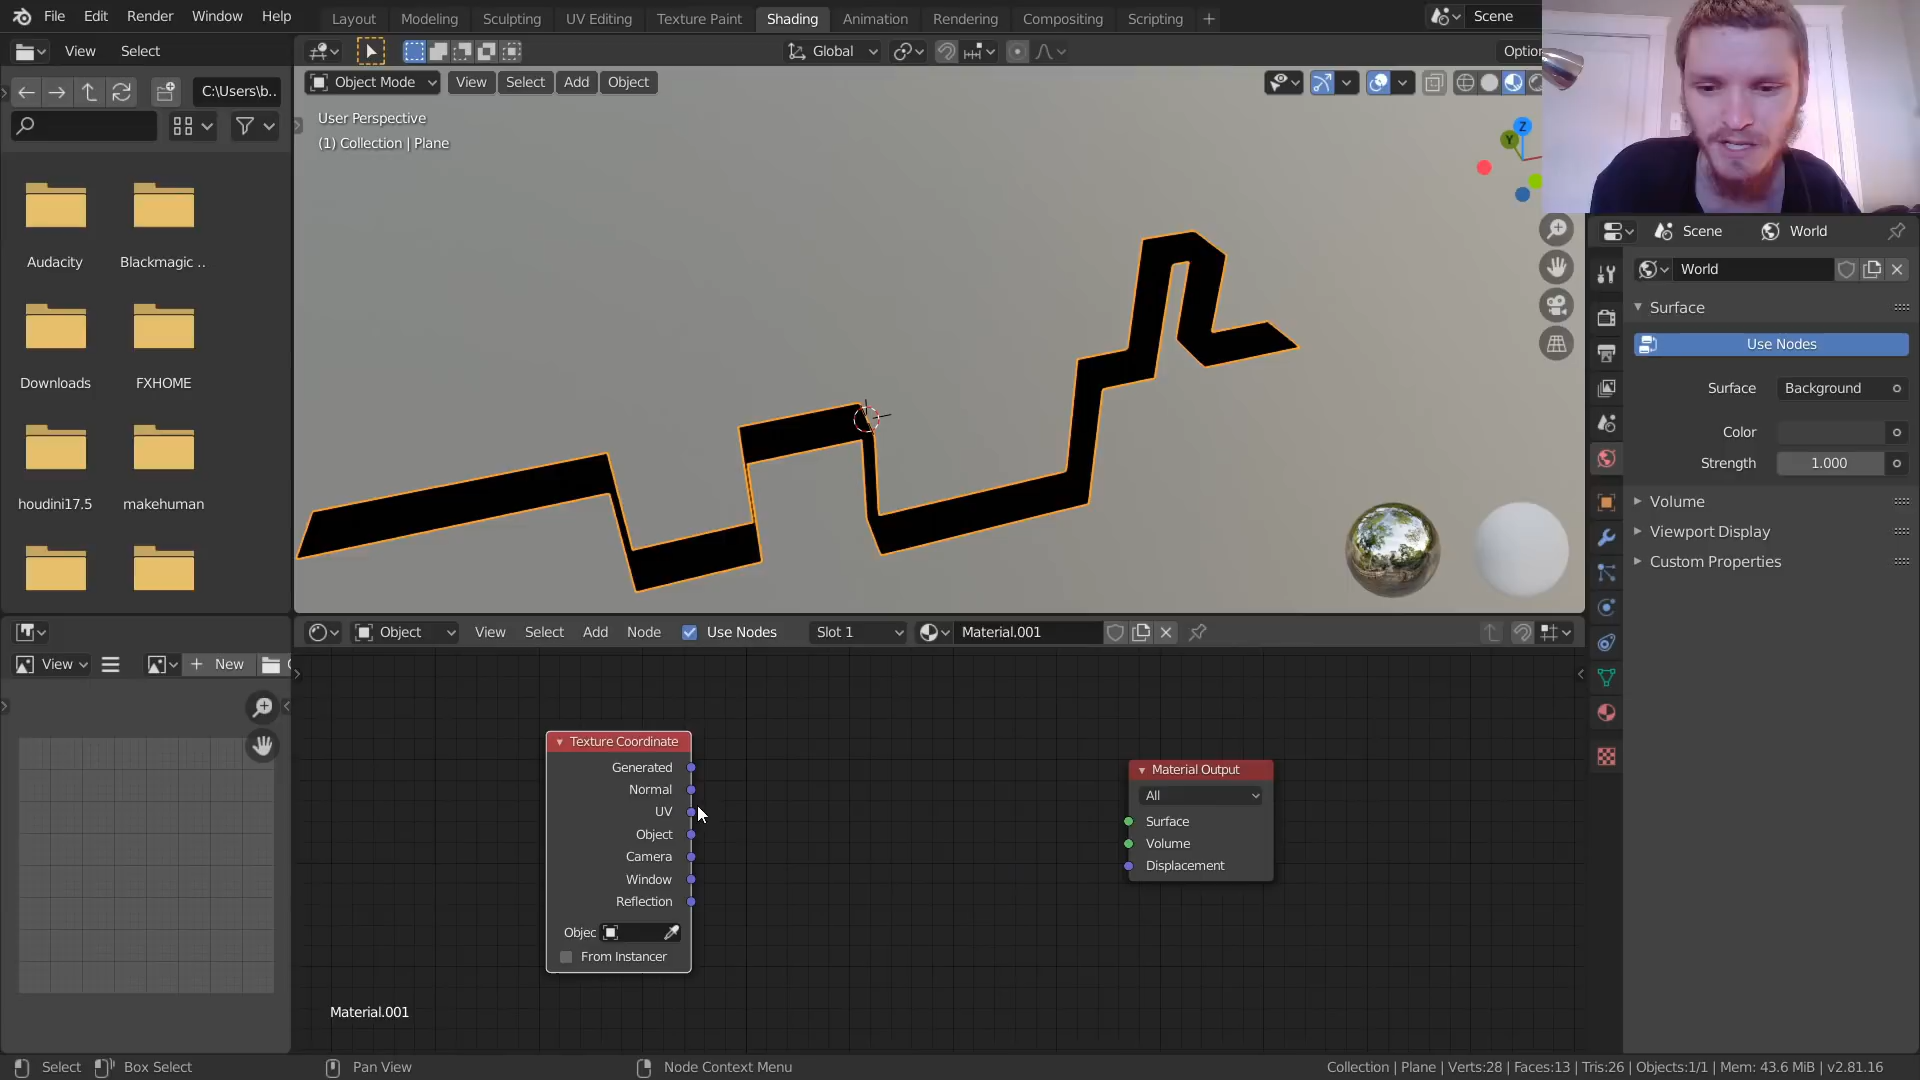 File Edit Render Window Help
Layout Modeling Sculpting UV Editing Texture Paint Shading Animation Rendering Compositing Scripting +
Scene
View Select
Global
Object Mode View Select Add Object
C:\Users\b..
User Perspective
(1) Collection | Plane
Z
Y
Audacity Blackmagic ..
Downloads FXHOME
houdini17.5 makehuman
Scene World
World
Surface
Use Nodes
Surface Background
Color
Strength 1.000
Volume
Viewport Display
Custom Properties
Object View Select Add Node Use Nodes Slot 1 Material.001
View + New
Texture Coordinate
Generated
Normal
UV
Object
Camera
Window
Reflection
Objec
From Instancer
Material Output
All
Surface
Volume
Displacement
Material.001
Select Box Select Pan View Node Context Menu
Collection | Plane | Verts:28 | Faces:13 | Tris:26 | Objects:1/1 | Mem: 43.6 MiB | v2.81.16